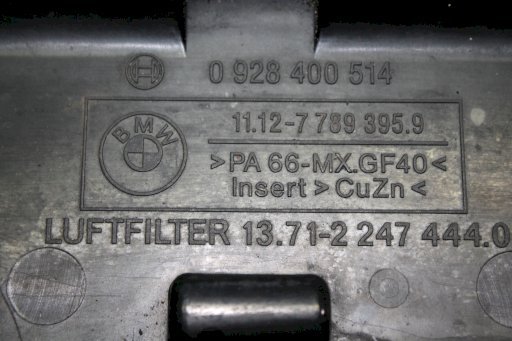 0 928 400 514
BMW
11.12-7 789 395.9
>PA 66-MX.GF40<
Insert > CuZn <
LUFTFILTER 13.71-2 247 444.0